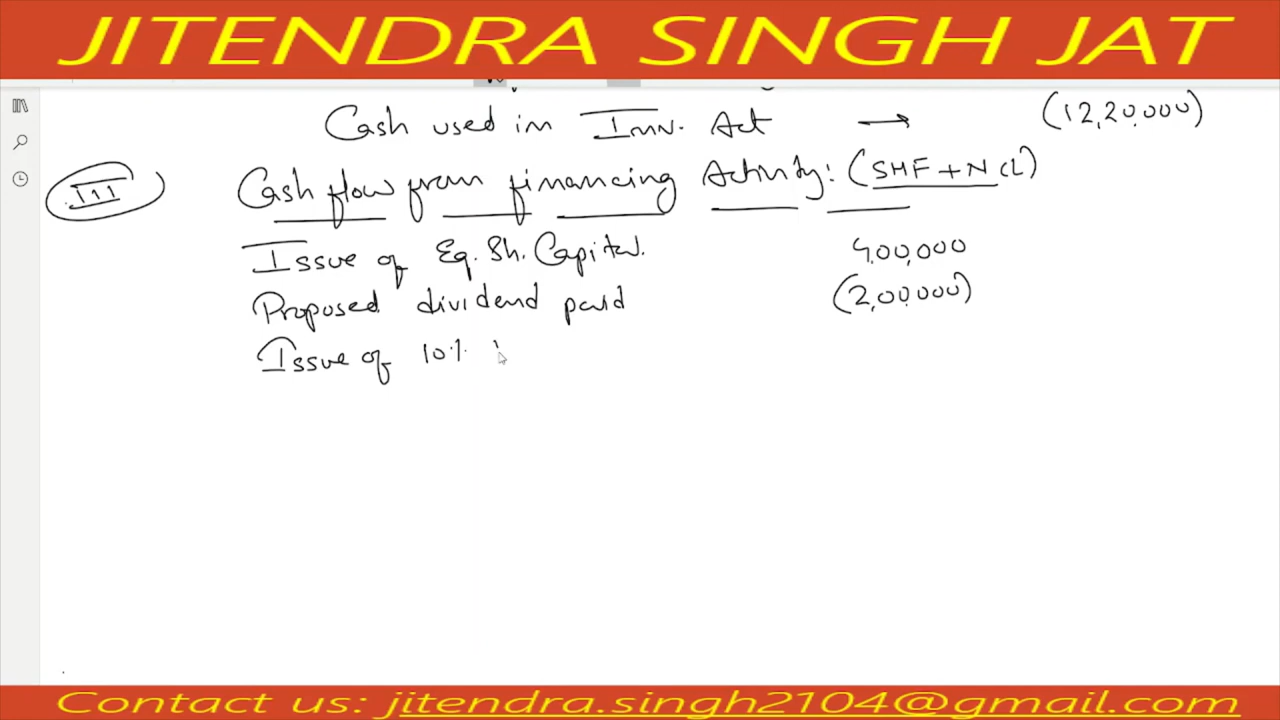 JITENDRA SINGH JAT
Cash used in Inv. Act → (12,20,000)
III Cash flow from financing Activity: (SHF + NCL)
Issue of Eq. Sh. Capital. 4,00,000
Proposed dividend paid (2,00,000)
Issue of 10%
Contact us: jitendra.singh2104@gmail.com